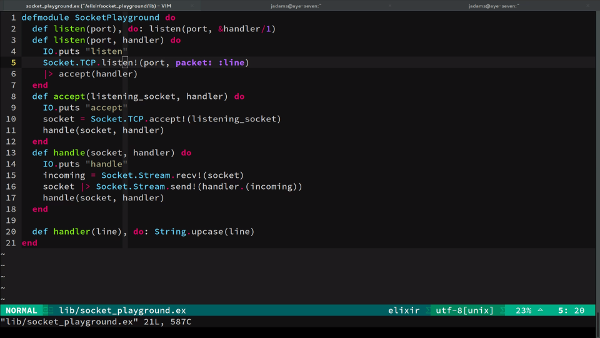 socket_playground.ex (~/elixir/socket_playground/lib) - VIM
jadams@eye-seven:~
jadams@eye-seven:~
1 defmodule SocketPlayground do
2   def listen(port), do: listen(port, &handler/1)
3   def listen(port, handler) do
4     IO.puts "listen"
5     Socket.TCP.listen!(port, packet: :line)
6     |> accept(handler)
7   end
8   def accept(listening_socket, handler) do
9     IO.puts "accept"
10     socket = Socket.TCP.accept!(listening_socket)
11     handle(socket, handler)
12   end
13   def handle(socket, handler) do
14     IO.puts "handle"
15     incoming = Socket.Stream.recv!(socket)
16     socket |> Socket.Stream.send!(handler.(incoming))
17     handle(socket, handler)
18   end
19
20   def handler(line), do: String.upcase(line)
21 end
~
~
~
~
NORMAL lib/socket_playground.ex elixir utf-8[unix] 23% 5: 20
"lib/socket_playground.ex" 21L, 587C